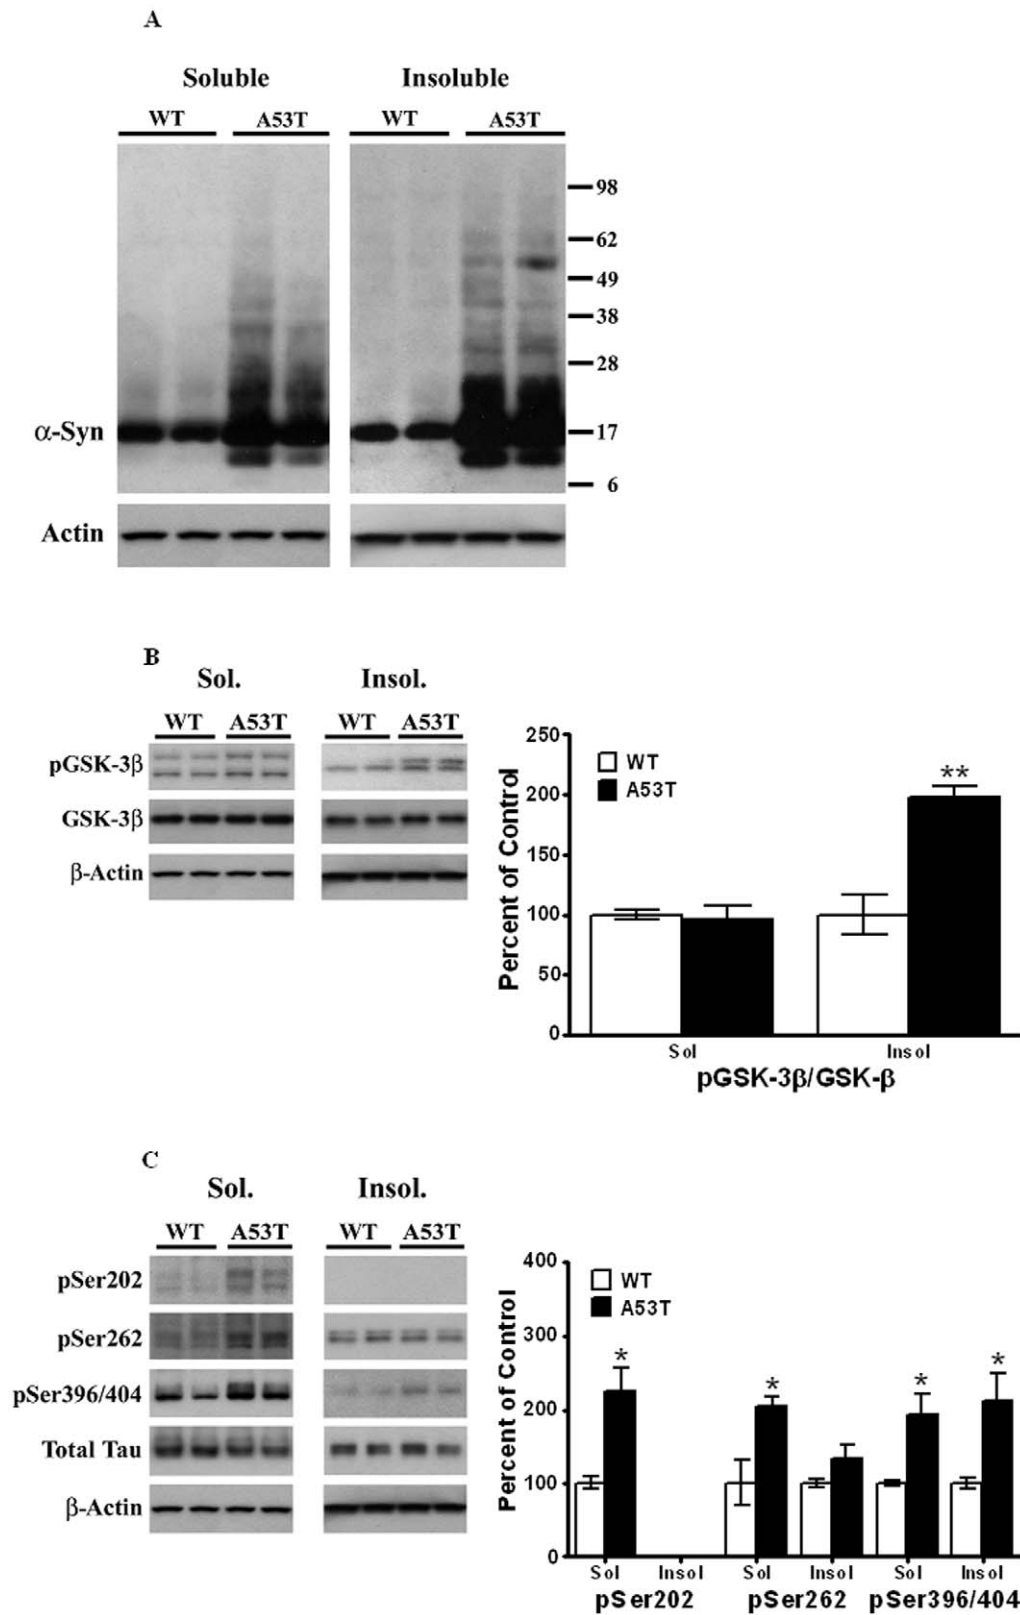 A
Soluble Insoluble
WT A53T WT A53T
98
62
49
38
28
α-Syn 17
6
Actin
B
Sol. Insol.
WT A53T WT A53T
pGSK-3β
GSK-3β
β-Actin
Percent of Control
250
200
150
100
50
0
WT
A53T
**
Sol Insol
pGSK-3β/GSK-β
C
Sol. Insol.
WT A53T WT A53T
pSer202
pSer262
pSer396/404
Total Tau
β-Actin
Percent of Control
400
300
200
100
0
WT
A53T
* * * *
Sol Insol Sol Insol Sol Insol
pSer202 pSer262 pSer396/404